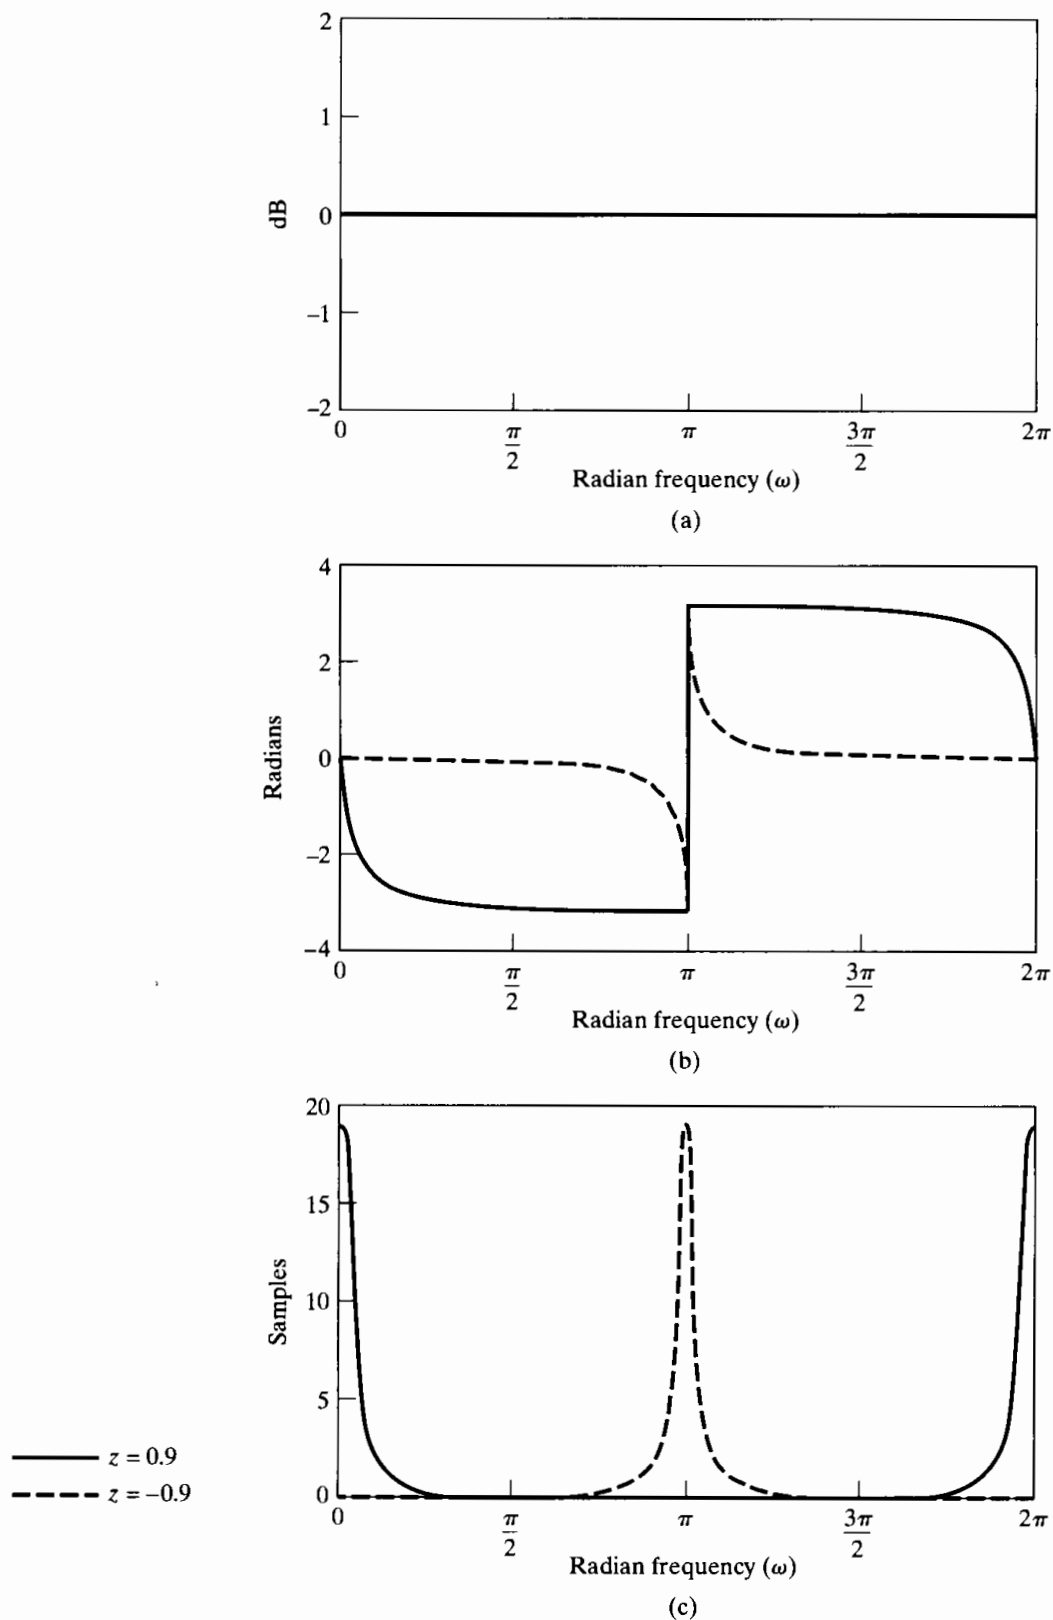 2
1
dB
0
–1
–2
0
π/2
π
3π/2
2π
Radian frequency (ω)
(a)
4
2
Radians
0
–2
–4
0
π/2
π
3π/2
2π
Radian frequency (ω)
(b)
20
15
Samples
10
5
0
z = 0.9
z = –0.9
0
π/2
π
3π/2
2π
Radian frequency (ω)
(c)